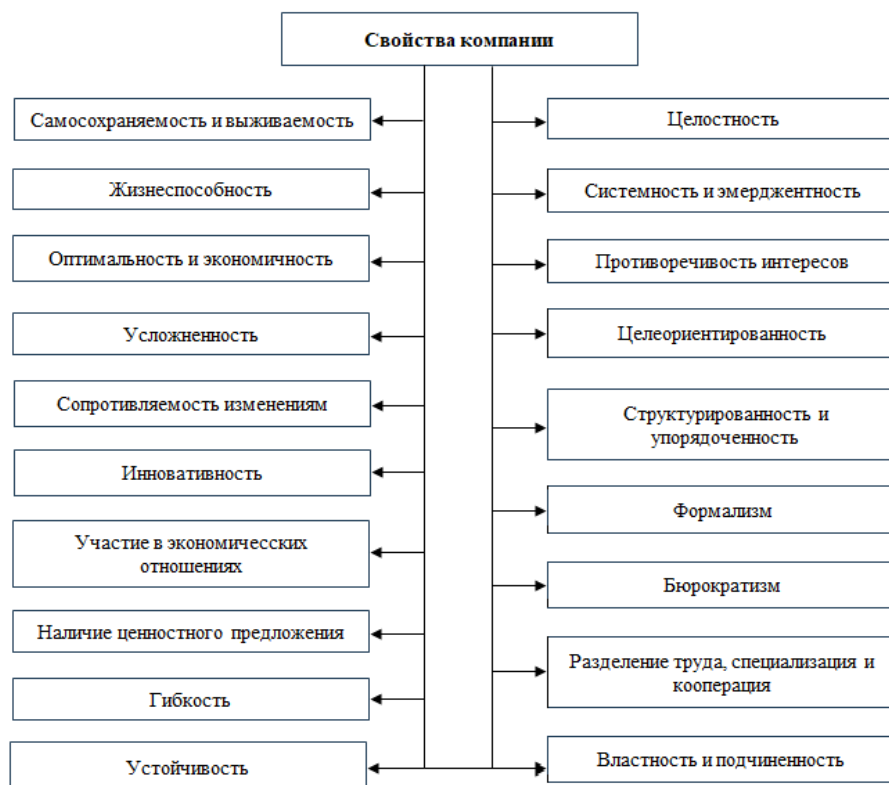 Свойства компании
Самосохраняемость и выживаемость
Жизнеспособность
Оптимальность и экономичность
Усложненность
Сопротивляемость изменениям
Инновативность
Участие в экономичесских
отношениях
Наличие ценностного предложения
Гибкость
Устойчивость
Целостность
Системность и эмерджентность
Противоречивость интересов
Целеориентированность
Структурированность и
упорядоченность
Формализм
Бюрократизм
Разделение труда, специализация и
кооперация
Властность и подчиненность